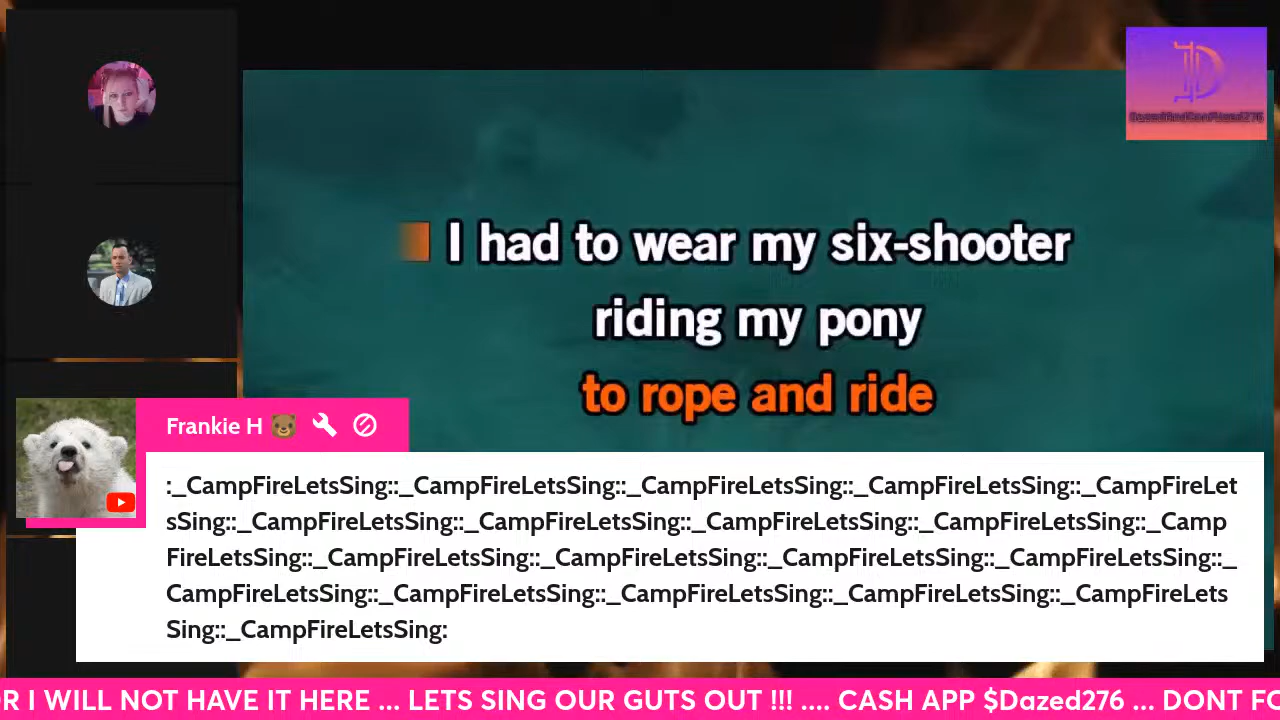 I had to wear my six-shooter
riding my pony
to rope and ride
Frankie H
:_CampFireLetsSing::_CampFireLetsSing::_CampFireLetsSing::_CampFireLetsSing::_CampFireLet
sSing::_CampFireLetsSing::_CampFireLetsSing::_CampFireLetsSing::_CampFireLetsSing::_Camp
FireLetsSing::_CampFireLetsSing::_CampFireLetsSing::_CampFireLetsSing::_CampFireLetsSing::_
CampFireLetsSing::_CampFireLetsSing::_CampFireLetsSing::_CampFireLetsSing::_CampFireLets
Sing::_CampFireLetsSing:
OR I WILL NOT HAVE IT HERE ... LETS SING OUR GUTS OUT !!! .... CASH APP $Dazed276 ... DONT FO